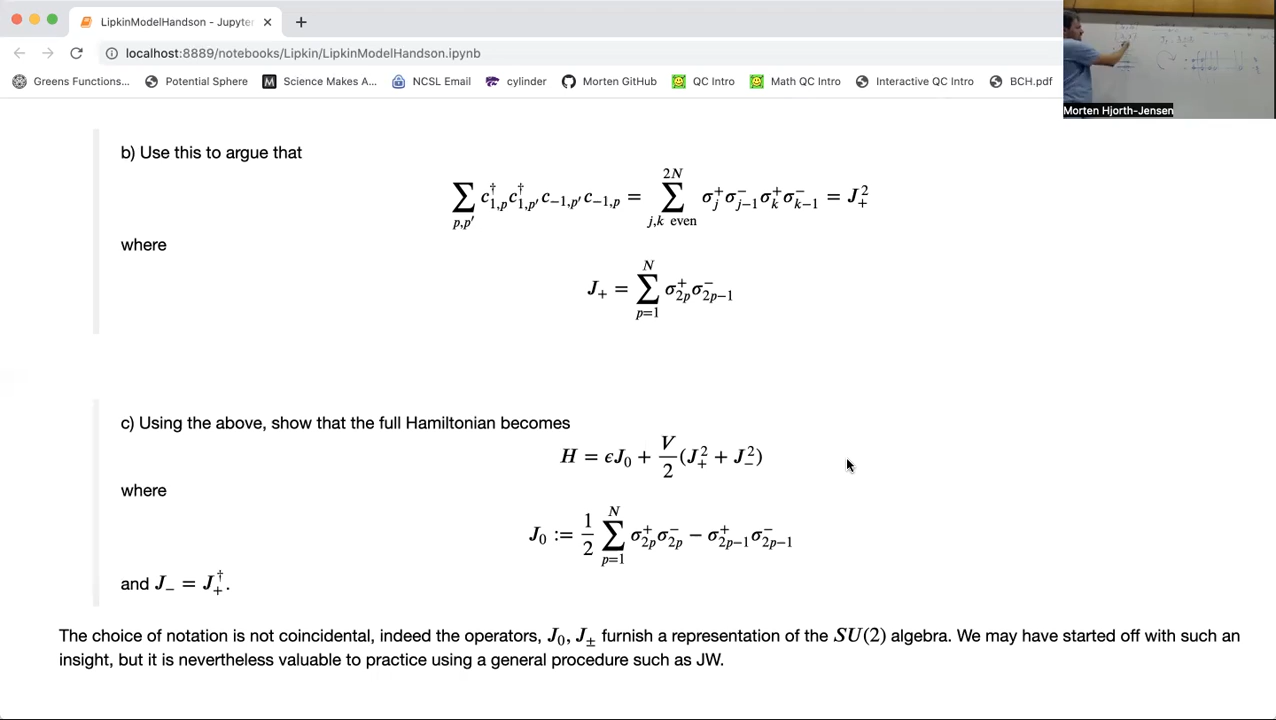 LipkinModelHandson - Jupyter
localhost:8889/notebooks/Lipkin/LipkinModelHandson.ipynb
Greens Functions... Potential Sphere Science Makes A... NCSL Email cylinder Morten GitHub QC Intro Math QC Intro Interactive QC Intro BCH.pdf
Morten Hjorth-Jensen
b) Use this to argue that
∑_{p,p′} c†_{1,p} c†_{1,p′} c_{−1,p′} c_{−1,p} = ∑_{j,k even}^{2N} σ⁺_j σ⁻_{j−1} σ⁺_k σ⁻_{k−1} = J₊²
where
J₊ = ∑_{p=1}^{N} σ⁺_{2p} σ⁻_{2p−1}
c) Using the above, show that the full Hamiltonian becomes
H = ϵJ₀ + V/2 (J₊² + J₋²)
where
J₀ := 1/2 ∑_{p=1}^{N} σ⁺_{2p} σ⁻_{2p} − σ⁺_{2p−1} σ⁻_{2p−1}
and J₋ = J₊†.
The choice of notation is not coincidental, indeed the operators, J₀, J± furnish a representation of the SU(2) algebra. We may have started off with such an
insight, but it is nevertheless valuable to practice using a general procedure such as JW.